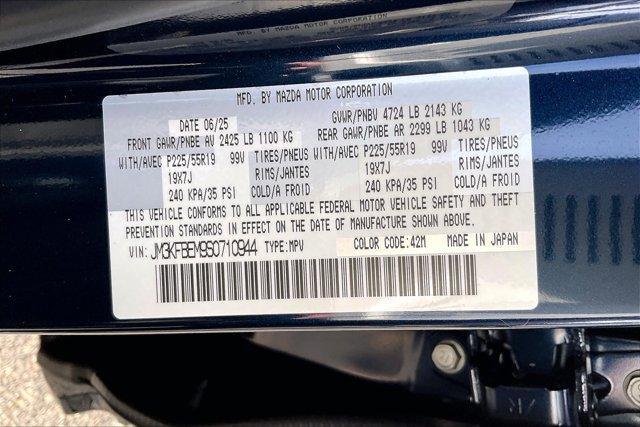 MFD. BY MAZDA MOTOR CORPORATION
MFD. BY MAZDA MOTOR CORPORATION
DATE 06/25 GVWR/PNBV 4724 LB 2143 KG
FRONT GAWR/PNBE AV 2425 LB 1100 KG REAR GAWR/PNBE AR 2299 LB 1043 KG
WITH/AVEC P225/55R19 99V TIRES/PNEUS WITH/AVEC P225/55R19 99V TIRES/PNEUS
19X7J RIMS/JANTES 19X7J RIMS/JANTES
240 KPA/35 PSI COLD/A FROID 240 KPA/35 PSI COLD/A FROID
THIS VEHICLE CONFORMS TO ALL APPLICABLE FEDERAL MOTOR VEHICLE SAFETY AND THEFT
PREVENTION STANDARDS IN EFFECT ON THE DATE OF MANUFACTURE SHOWN ABOVE.
VIN: JM3KFBEM9S0710944 TYPE: MPV COLOR CODE: 42M MADE IN JAPAN